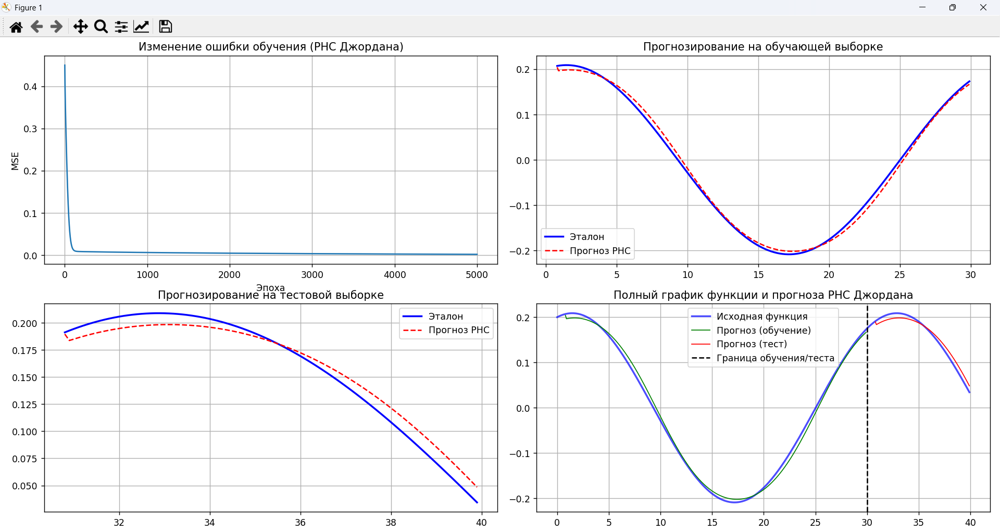 Figure 1
Изменение ошибки обучения (РНС Джордана)
MSE
0.4
0.3
0.2
0.1
0.0
0 1000 2000 3000 4000 5000
Эпоха
Прогнозирование на обучающей выборке
0.2
0.1
0.0
−0.1
−0.2
Эталон
Прогноз РНС
0 5 10 15 20 25 30
Прогнозирование на тестовой выборке
0.200
0.175
0.150
0.125
0.100
0.075
0.050
Эталон
Прогноз РНС
32 34 36 38 40
Полный график функции и прогноза РНС Джордана
0.2
0.1
0.0
−0.1
−0.2
Исходная функция
Прогноз (обучение)
Прогноз (тест)
Граница обучения/теста
0 5 10 15 20 25 30 35 40